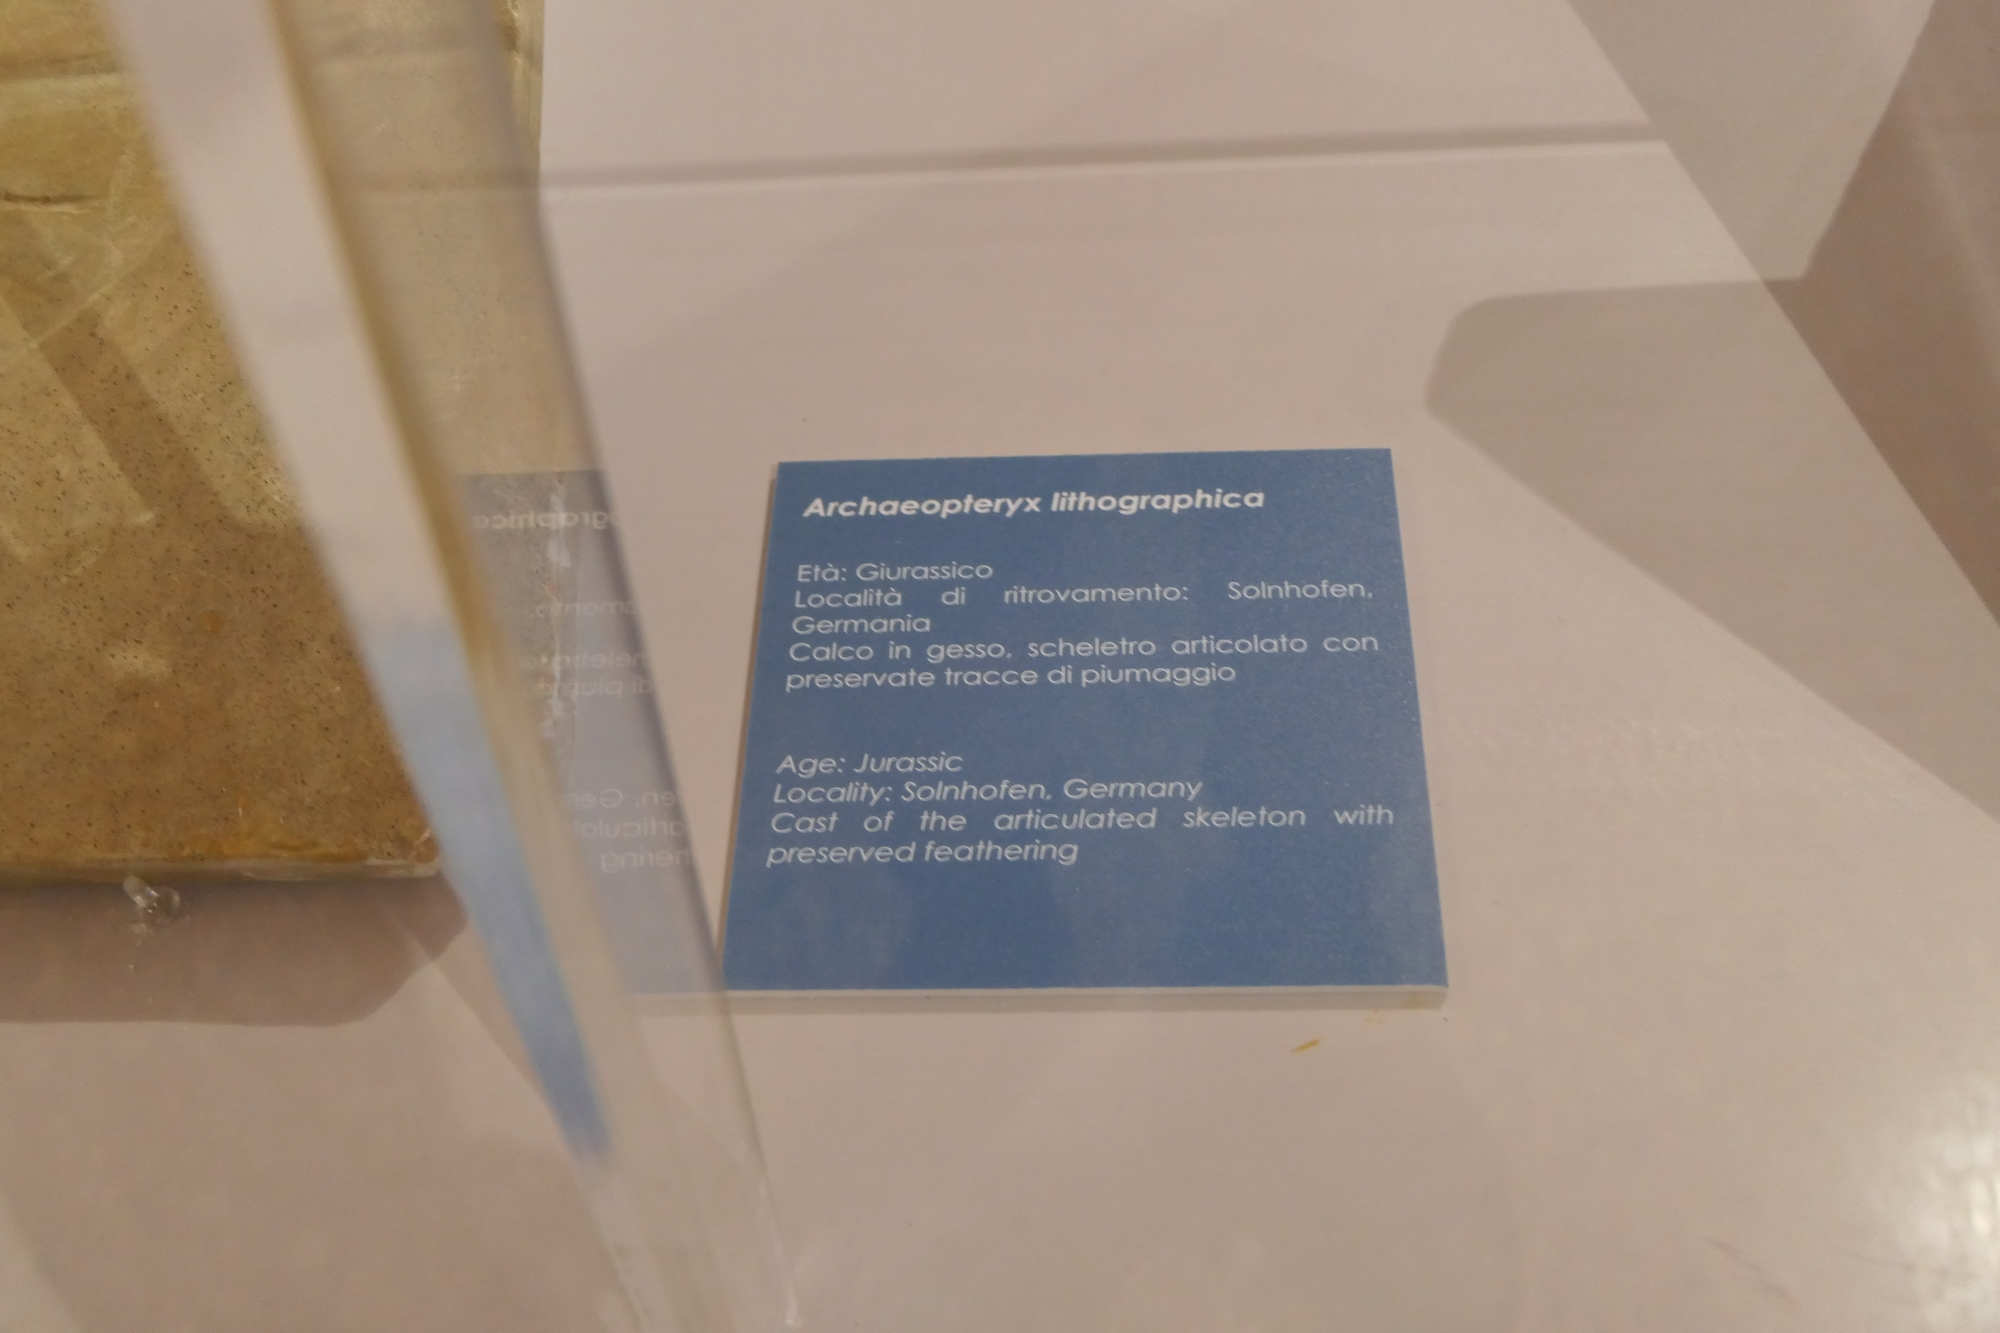 Archaeopteryx lithographica
Età: Giurassico
Località di ritrovamento: Solnhofen,
Germania
Calco in gesso, scheletro articolato con
preservate tracce di piumaggio
Age: Jurassic
Locality: Solnhofen, Germany
Cast of the articulated skeleton with
preserved feathering